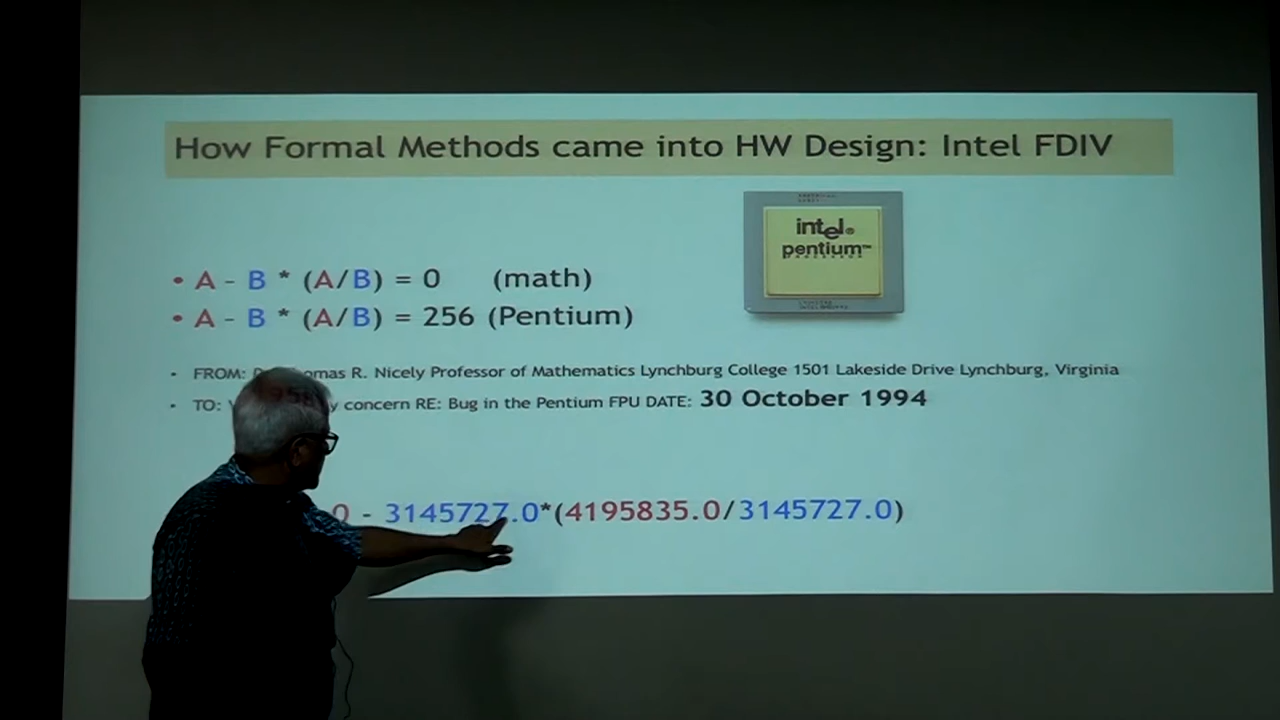 How Formal Methods came into HW Design: Intel FDIV
intel®
pentium™
• A - B * (A/B) = 0 (math)
• A - B * (A/B) = 256 (Pentium)
• FROM: omas R. Nicely Professor of Mathematics Lynchburg College 1501 Lakeside Drive Lynchburg, Virginia
• TO: y concern RE: Bug in the Pentium FPU DATE: 30 October 1994
0 - 3145727.0*(4195835.0/3145727.0)